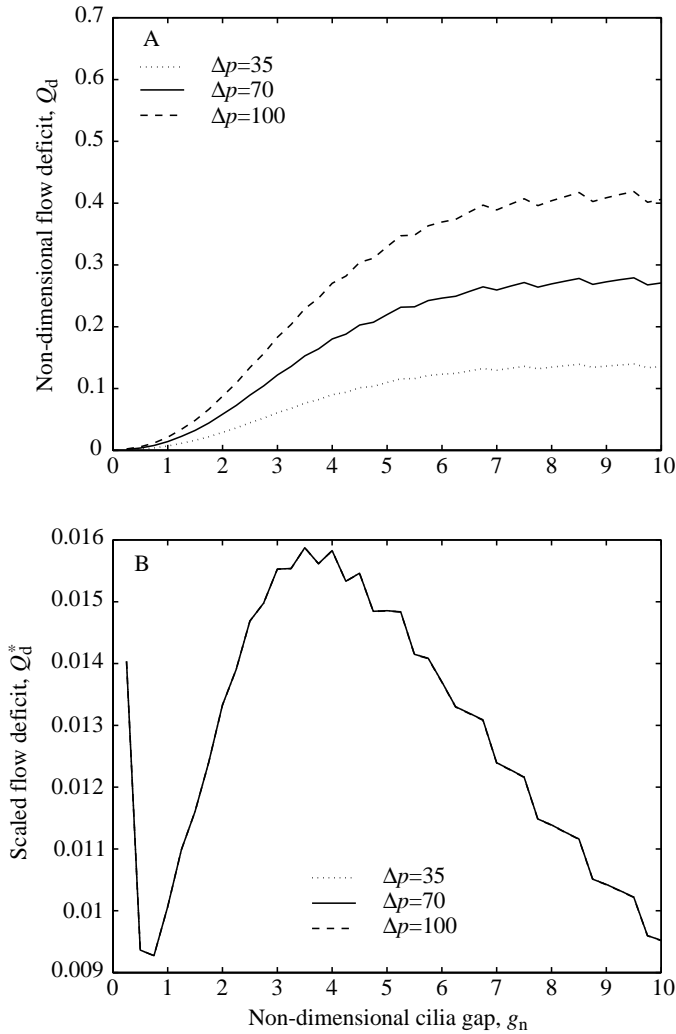 A
Δp=35
Δp=70
Δp=100
Non-dimensional flow deficit, Qd
0.7
0.6
0.5
0.4
0.3
0.2
0.1
0
0 1 2 3 4 5 6 7 8 9 10
B
Scaled flow deficit, Q*d
0.016
0.015
0.014
0.013
0.012
0.011
0.01
0.009
Δp=35
Δp=70
Δp=100
0 1 2 3 4 5 6 7 8 9 10
Non-dimensional cilia gap, gn